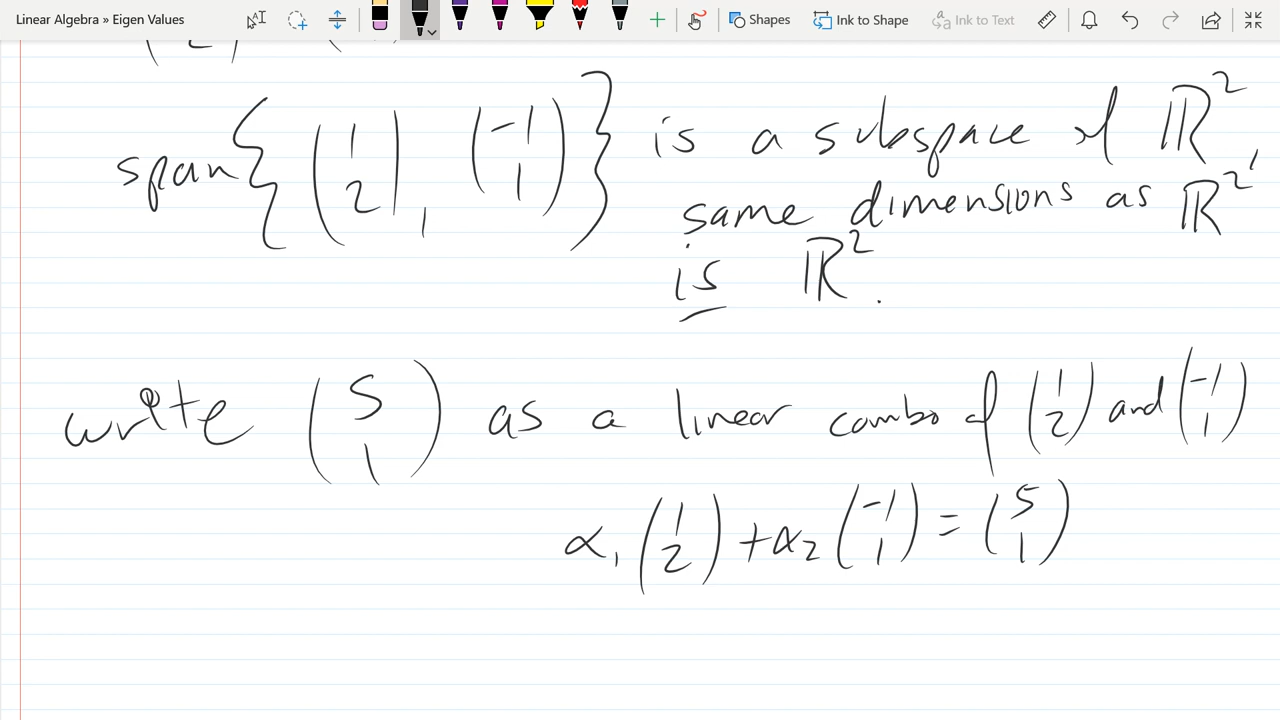 Linear Algebra » Eigen Values
Shapes
Ink to Shape
Ink to Text
span{(1 2), (-1 1)} is a subspace of ℝ²,
same dimensions as ℝ²,
is ℝ².
write (5 1) as a linear combo of (1 2) and (-1 1)
α₁(1 2) + α₂(-1 1) = (5 1)